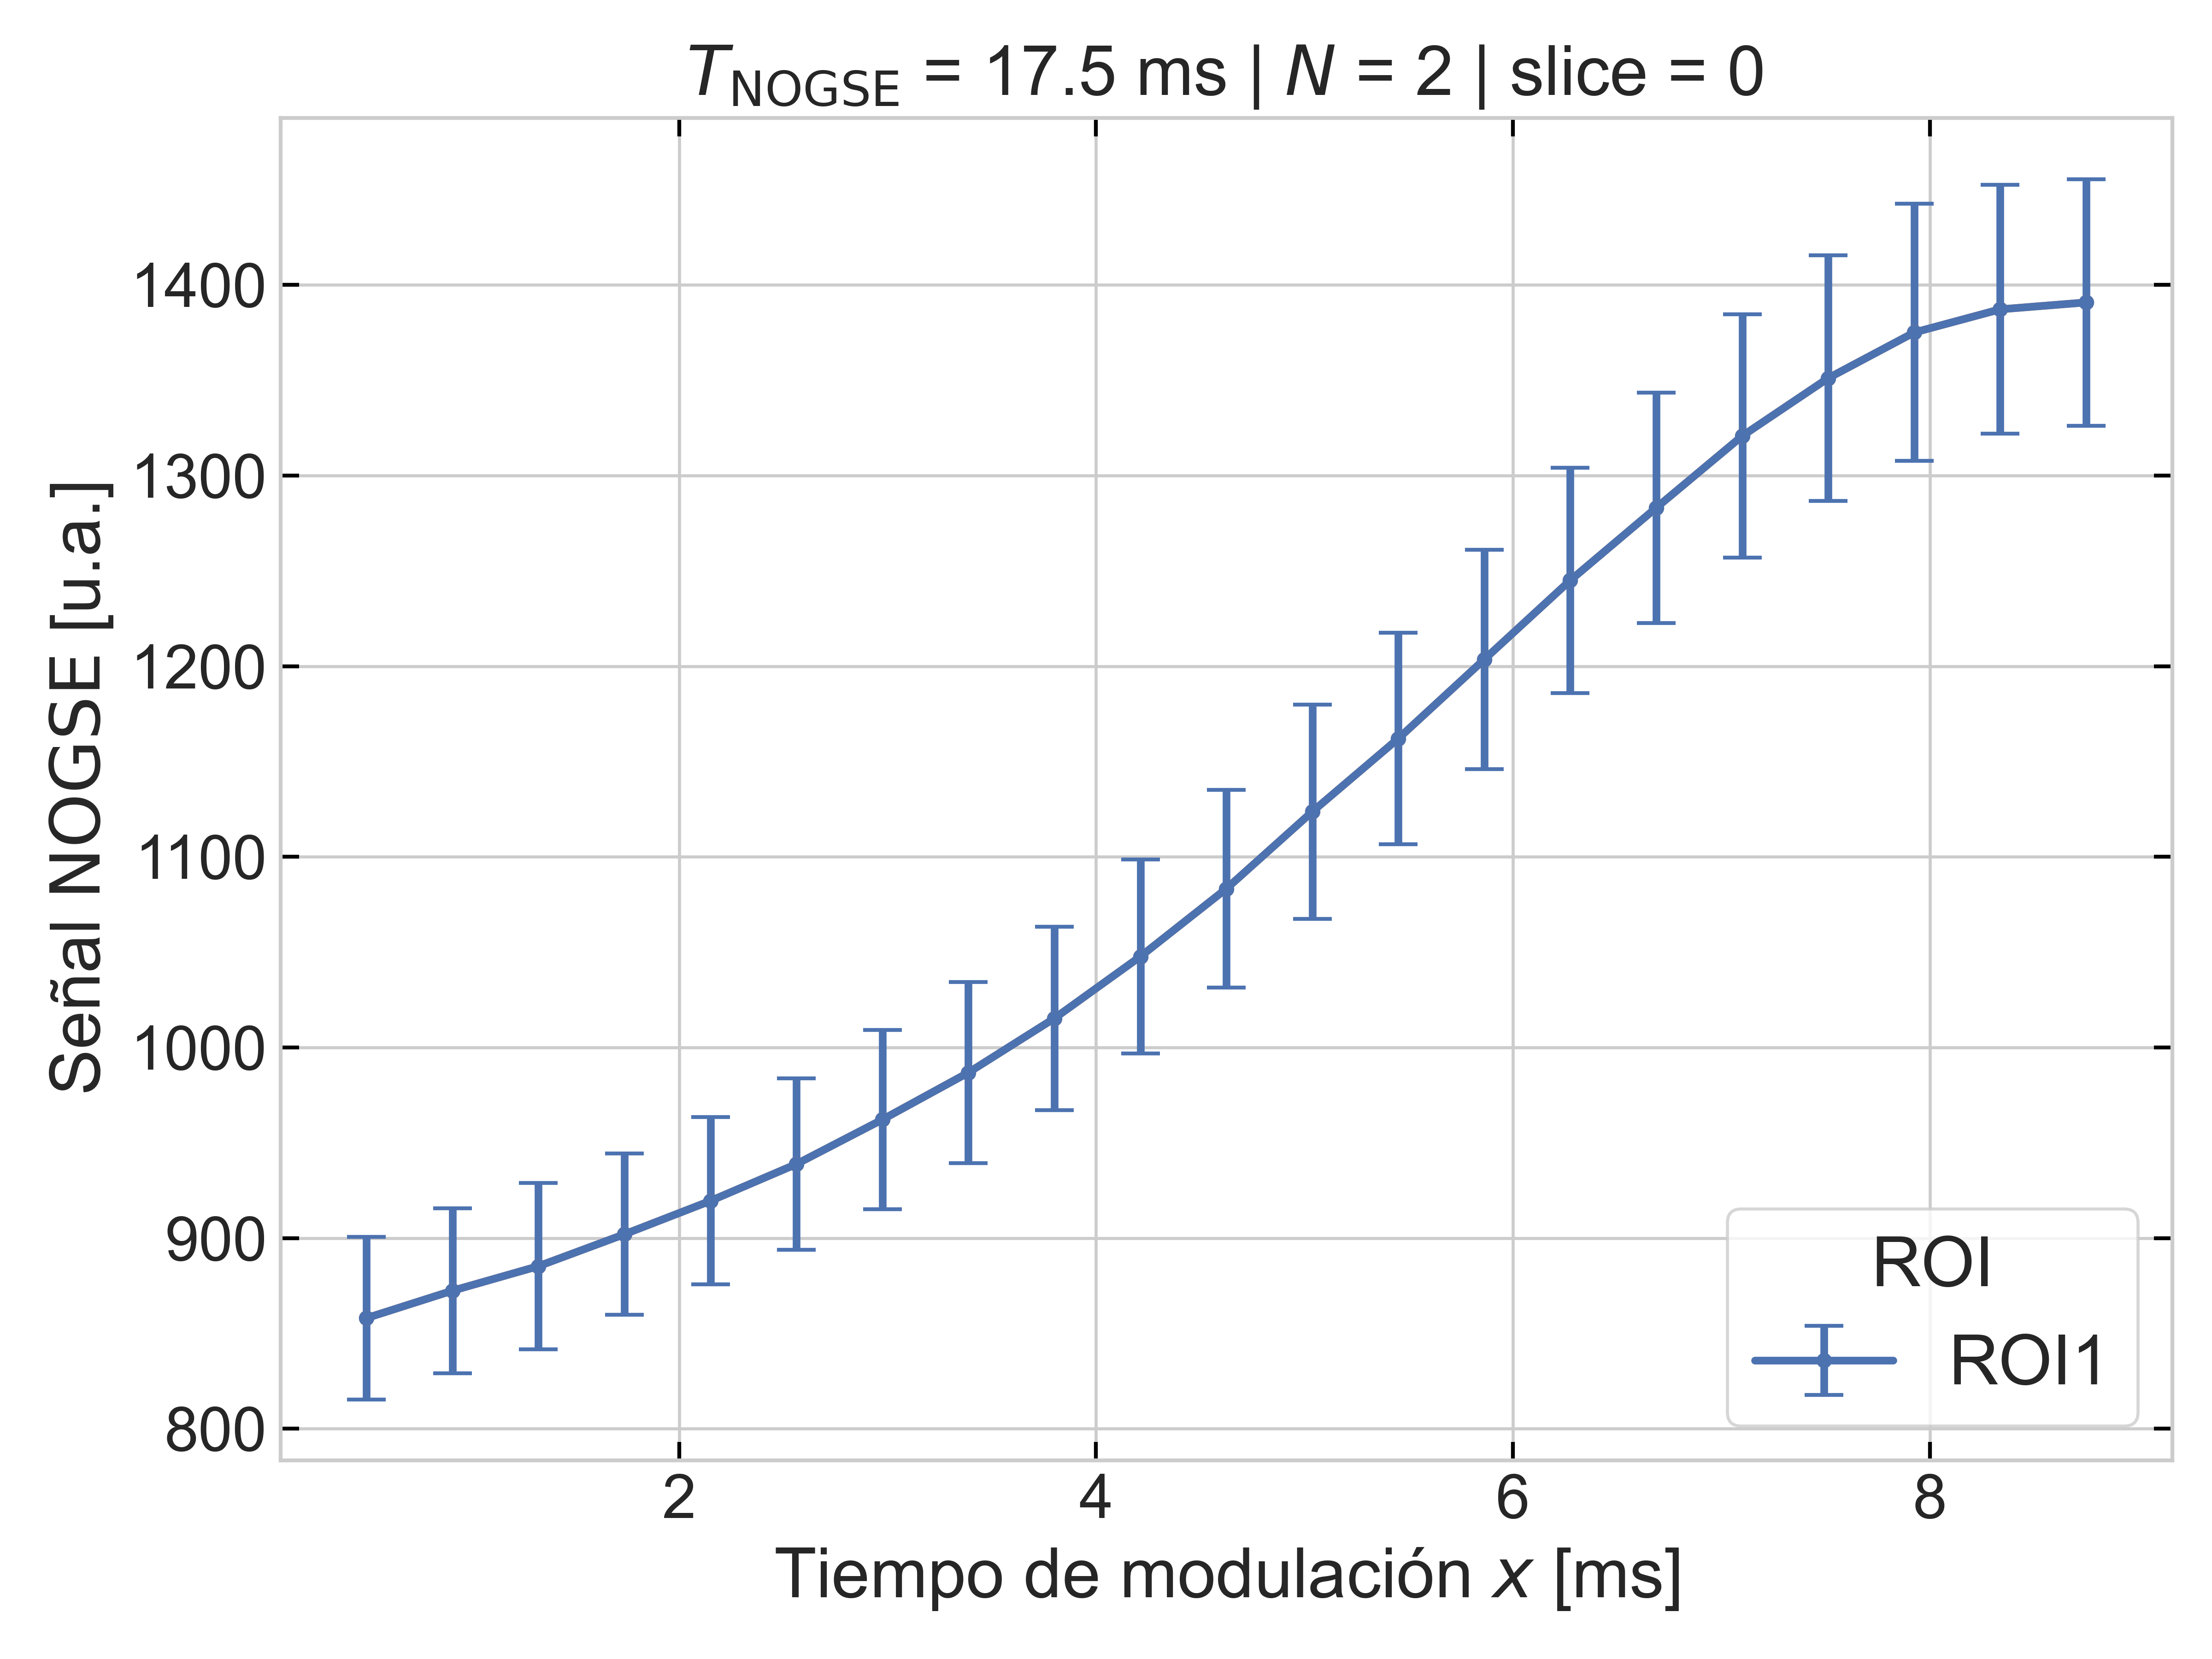 T_NOGSE = 17.5 ms | N = 2 | slice = 0
Señal NOGSE [u.a.]
1400
1300
1200
1100
1000
900
800
ROI
ROI1
2 4 6 8
Tiempo de modulación x [ms]